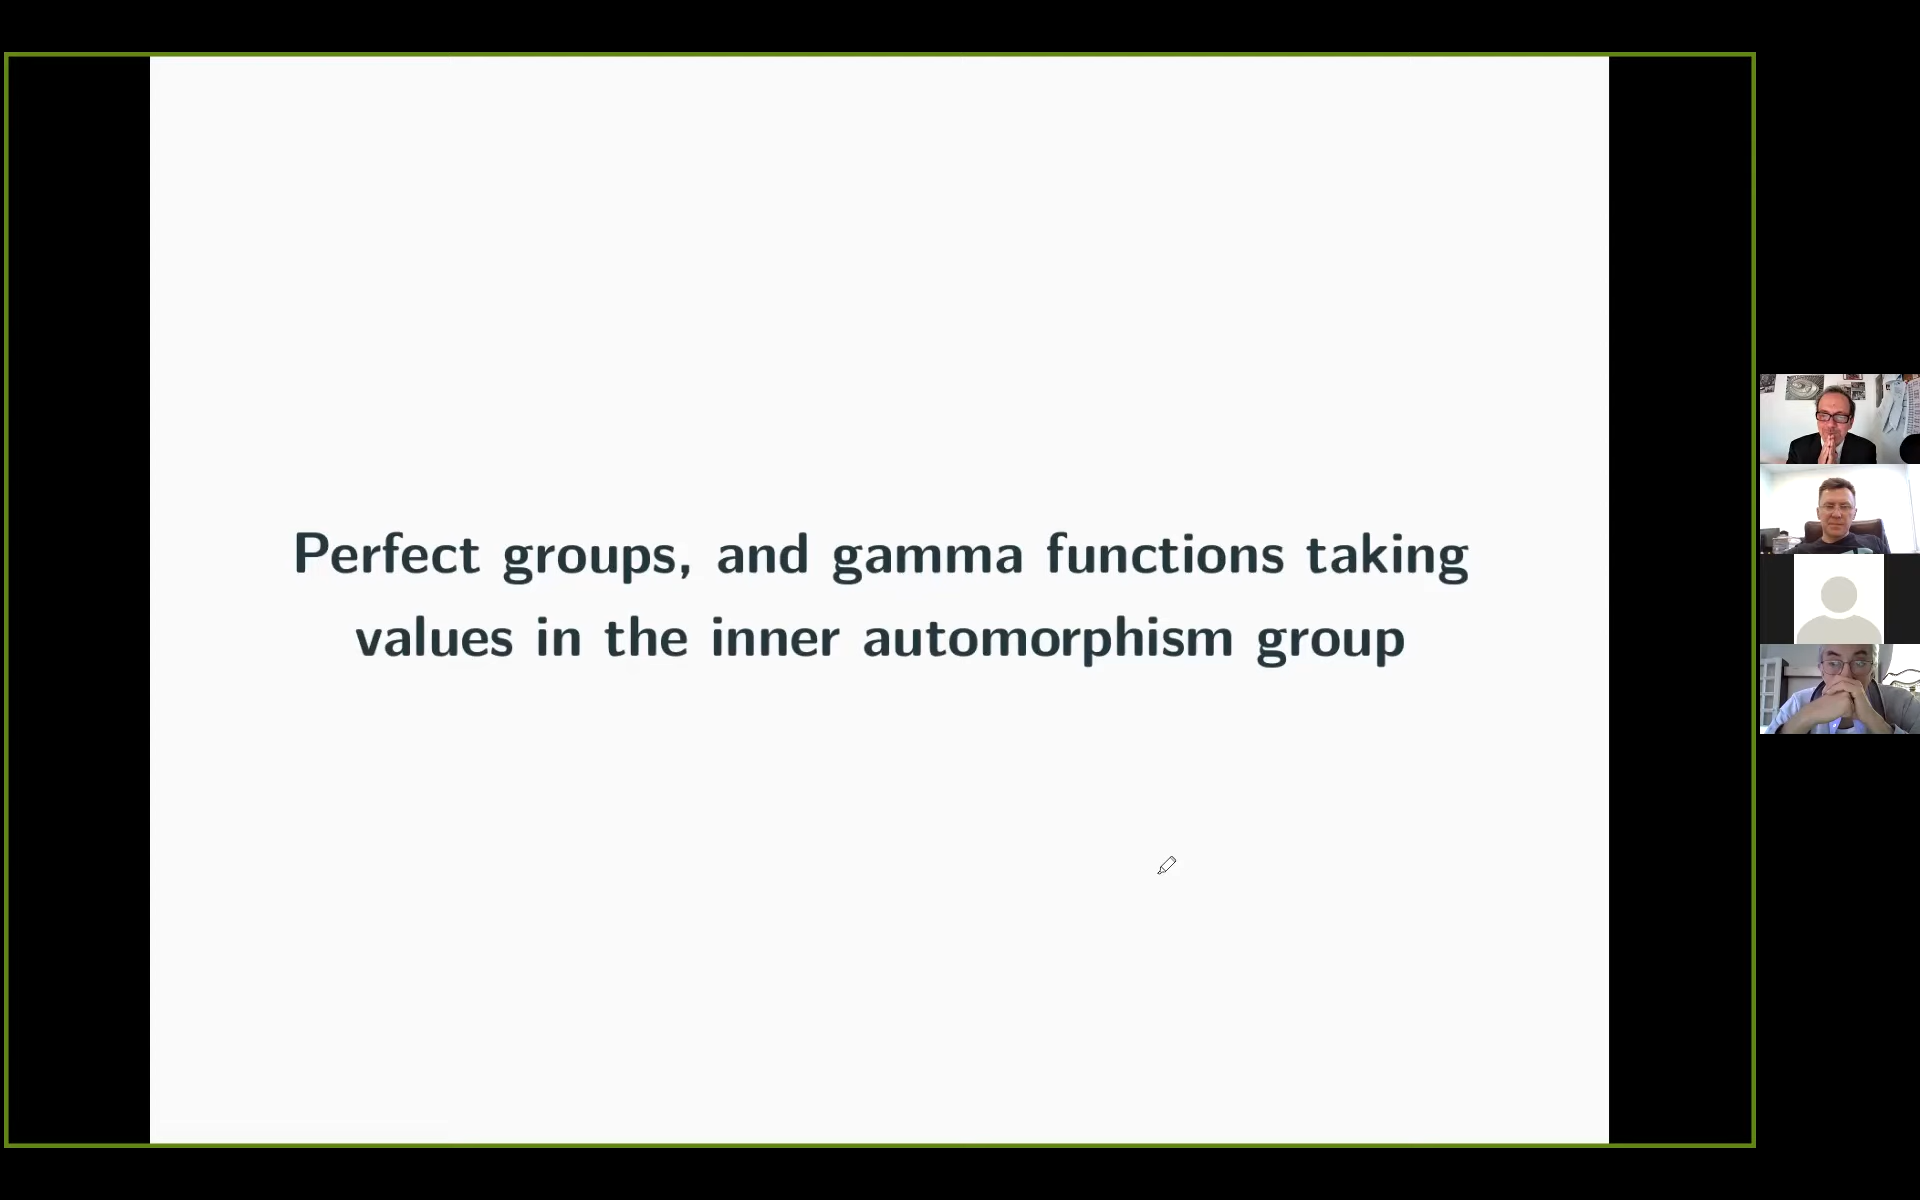 Perfect groups, and gamma functions taking
values in the inner automorphism group